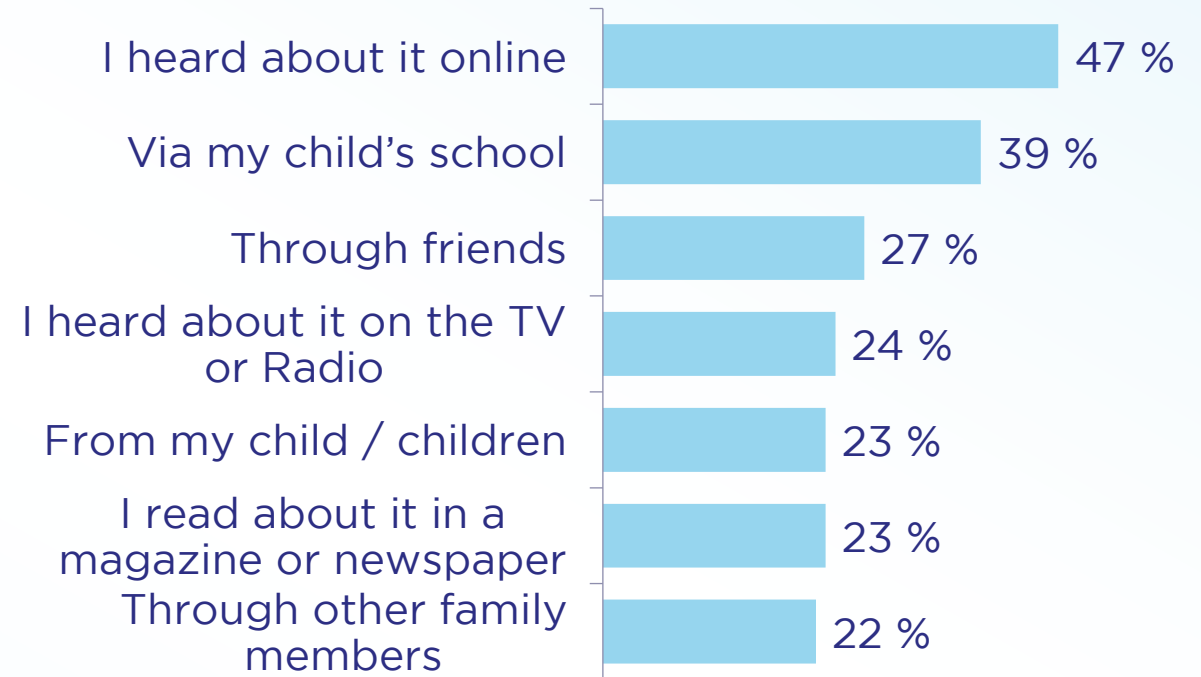 I heard about it online
47 %
Via my child’s school
39 %
Through friends
27 %
I heard about it on the TV
or Radio
24 %
From my child / children
23 %
I read about it in a
magazine or newspaper
23 %
Through other family
members
22 %